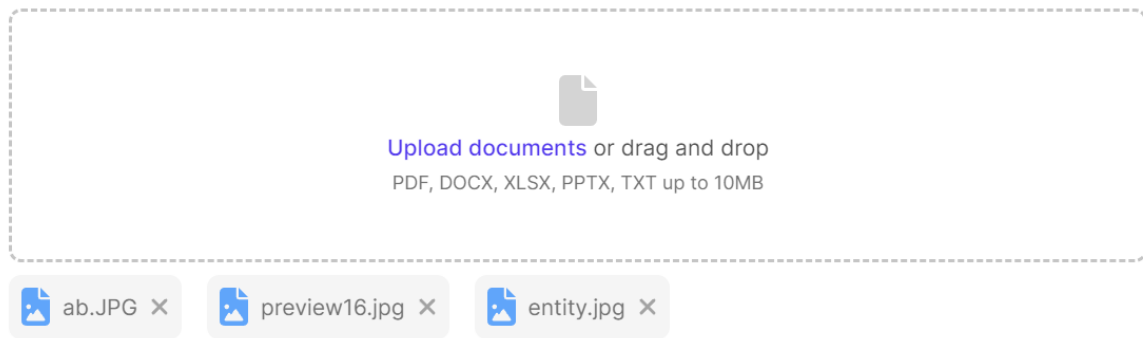 Upload documents or drag and drop
PDF, DOCX, XLSX, PPTX, TXT up to 10MB
ab.JPG
preview16.jpg
entity.jpg